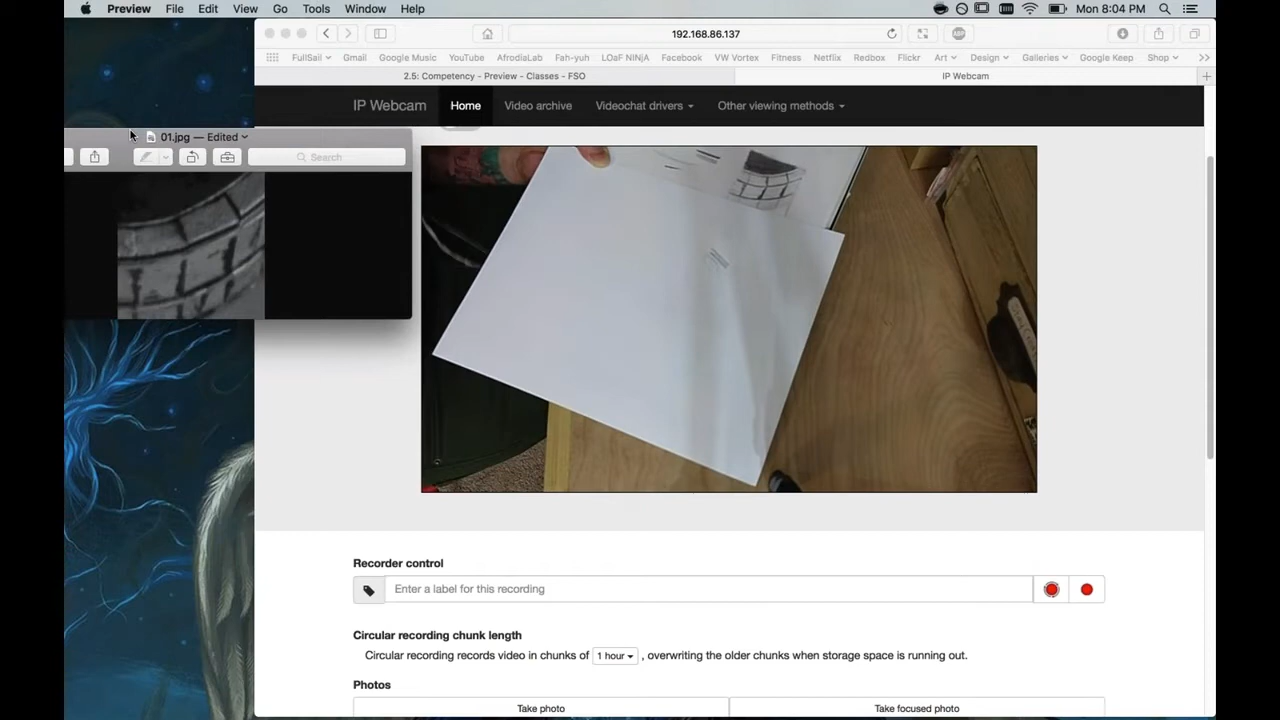 Preview File Edit View Go Tools Window Help Mon 8:04 PM
192.168.86.137
ABP
FullSail Gmail Google Music YouTube AfrodiaLab Fah-yuh LOaF NiNjA Facebook VW Vortex Fitness Netflix Redbox Flickr Art Design Galleries Google Keep Shop
2.5: Competency - Preview - Classes - FSO IP Webcam
IP Webcam Home Video archive Videochat drivers Other viewing methods
01.jpg — Edited
Search
Recorder control
Enter a label for this recording
Circular recording chunk length
Circular recording records video in chunks of 1 hour , overwriting the older chunks when storage space is running out.
Photos
Take photo Take focused photo